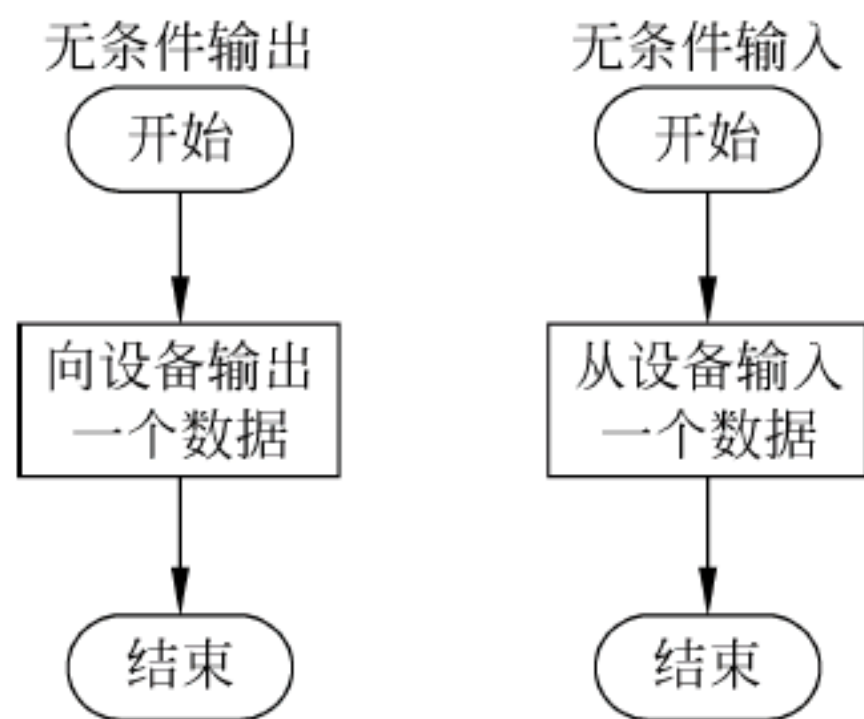 无条件输出
开始
向设备输出
一个数据
结束
无条件输入
开始
从设备输入
一个数据
结束